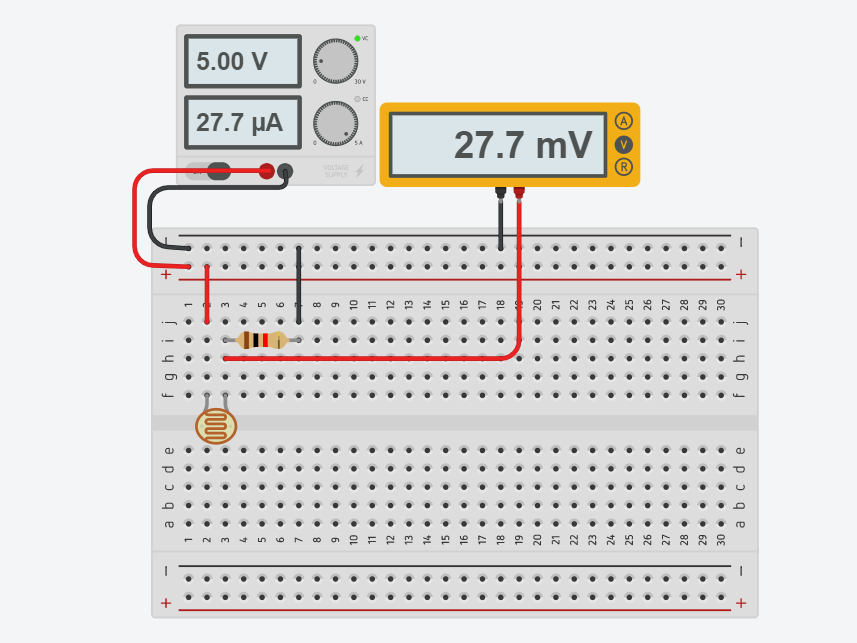 VC
5.00 V
0 30 V
CC
27.7 µA
0 5 A
VOLTAGE
SUPPLY
27.7 mV
A
V
R
− −
+ +
1 2 3 4 5 6 7 8 9 10 11 12 13 14 15 16 17 18 19 20 21 22 23 24 25 26 27 28 29 30
j j
i i
h h
g g
f f
e e
d d
c c
b b
a a
1 2 3 4 5 6 7 8 9 10 11 12 13 14 15 16 17 18 19 20 21 22 23 24 25 26 27 28 29 30
− −
+ +